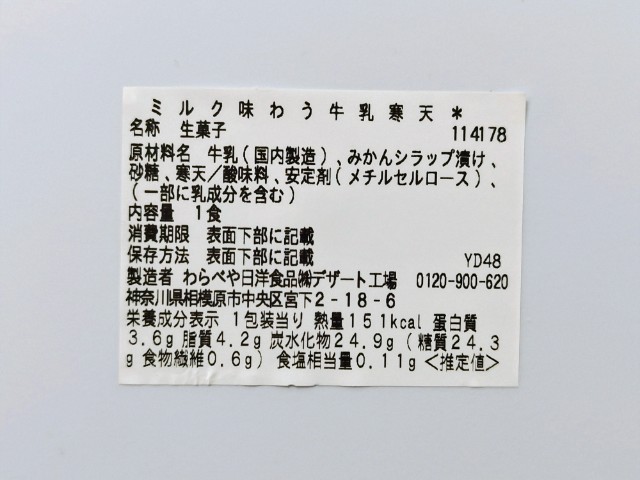 ミルク味わう牛乳寒天*
名称 生菓子 114178
原材料名 牛乳(国内製造)、みかんシラップ漬け、
砂糖、寒天/酸味料、安定剤(メチルセルロース)、
(一部に乳成分を含む)
内容量 1食
消費期限 表面下部に記載
保存方法 表面下部に記載 YD48
製造者 わらべや日洋食品㈱デザート工場 0120-900-620
神奈川県相模原市中央区宮下2-18-6
栄養成分表示 1包装当り 熱量151kcal 蛋白質
3.6g 脂質4.2g 炭水化物24.9g(糖質24.3
g 食物繊維0.6g) 食塩相当量0.11g <推定値>